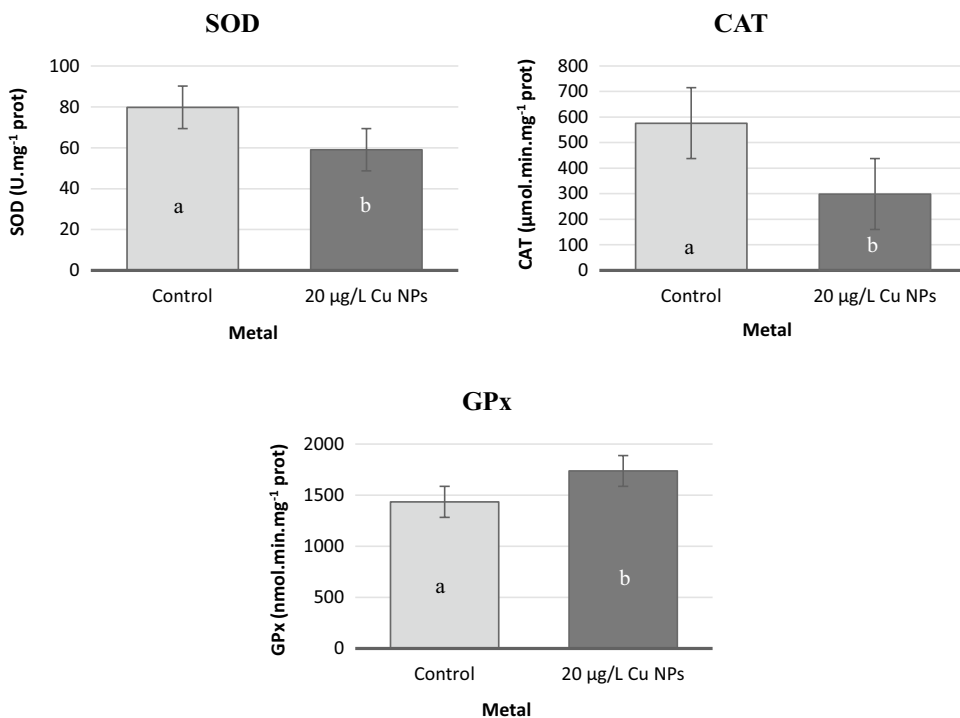 SOD
SOD (U.mg⁻¹ prot)
100
80
60
40
20
0
a
b
Control
20 µg/L Cu NPs
Metal
CAT
CAT (µmol.min.mg⁻¹ prot)
800
700
600
500
400
300
200
100
0
a
b
Control
20 µg/L Cu NPs
Metal
GPx
GPx (nmol.min.mg⁻¹ prot)
2000
1500
1000
500
0
a
b
Control
20 µg/L Cu NPs
Metal